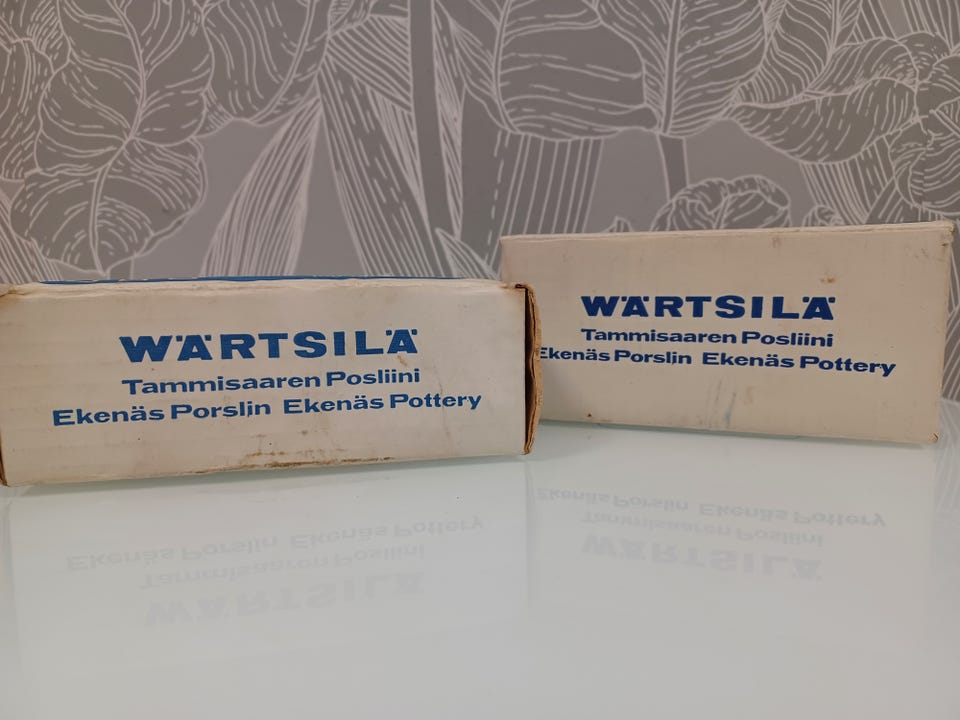 WÄRTSILÄ
Tammisaaren Posliini
Ekenäs Porslin Ekenäs Pottery
WÄRTSILÄ
Tammisaaren Posliini
Ekenäs Porslin Ekenäs Pottery